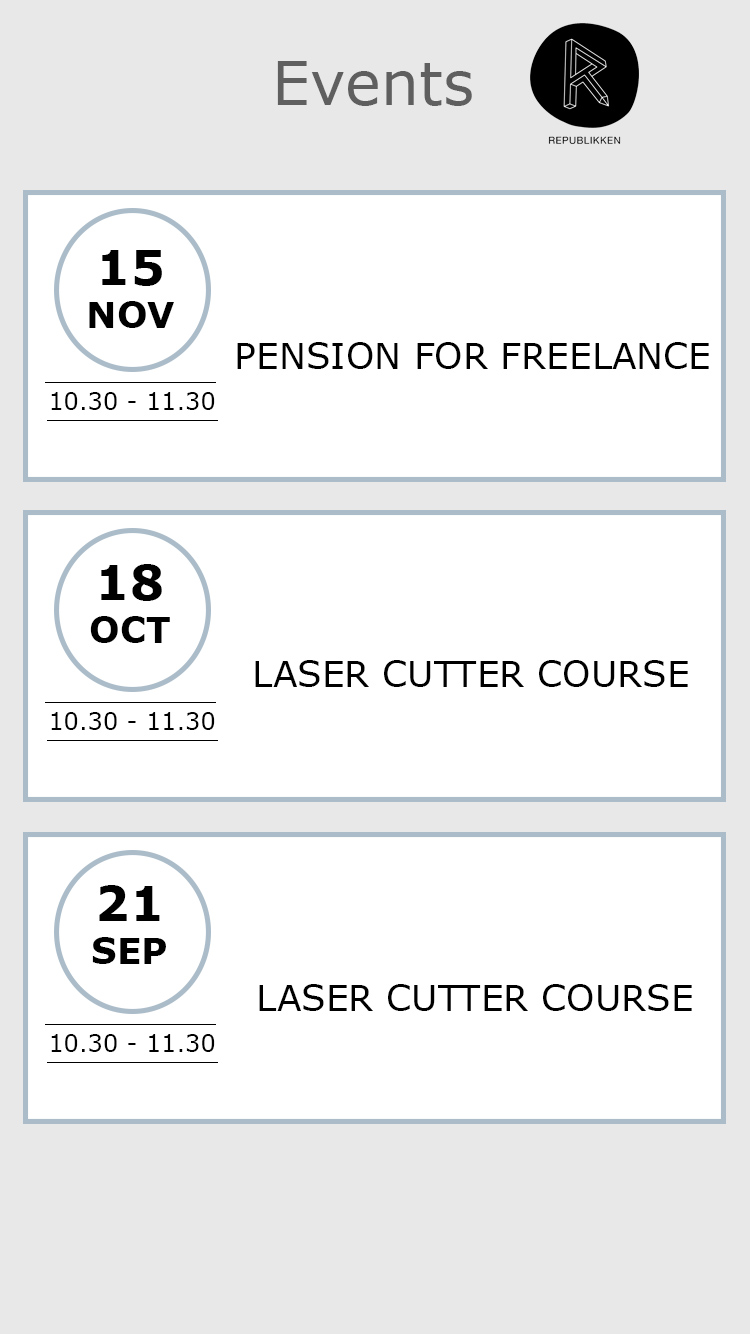 Events
REPUBLIKKEN
15
NOV
PENSION FOR FREELANCE
10.30 - 11.30
18
OCT
LASER CUTTER COURSE
10.30 - 11.30
21
SEP
LASER CUTTER COURSE
10.30 - 11.30